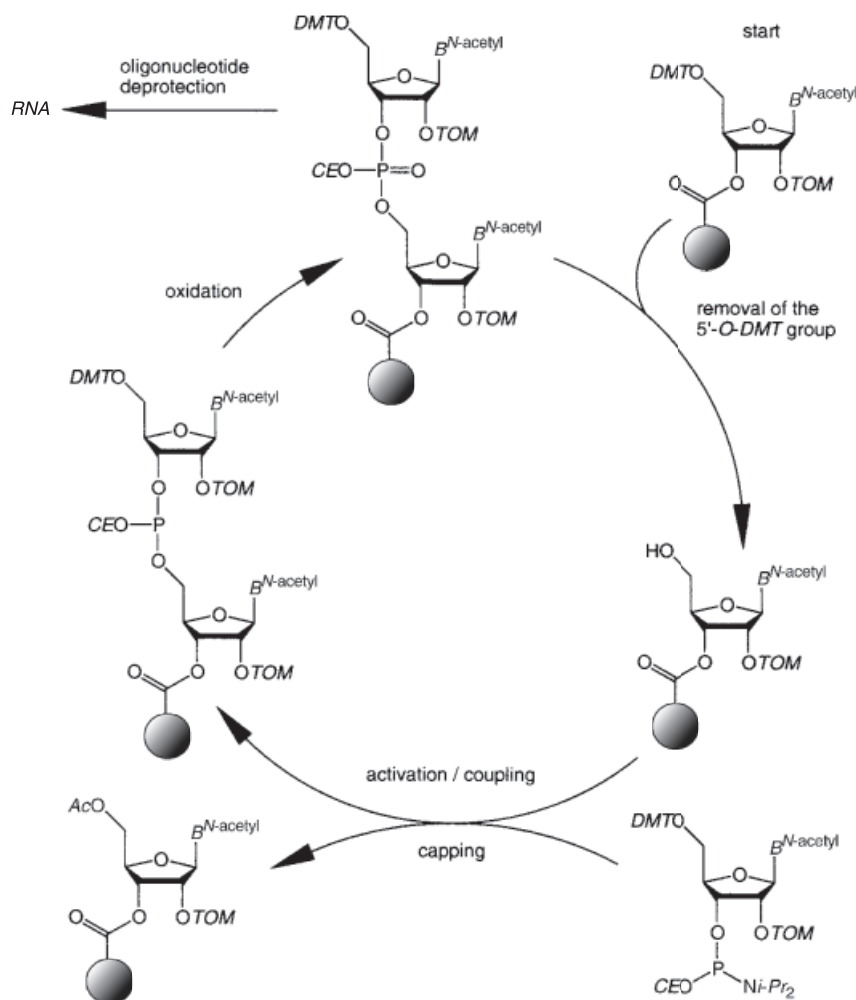 DMTO
B^N-acetyl
O
OTOM
O
CEO-P=O
O
B^N-acetyl
O
O
O
OTOM
start
DMTO
B^N-acetyl
O
O
O
OTOM
oligonucleotide
deprotection
RNA
oxidation
removal of the
5'-O-DMT group
DMTO
B^N-acetyl
O
O
OTOM
CEO-P
O
B^N-acetyl
O
O
O
OTOM
HO
B^N-acetyl
O
O
O
OTOM
activation / coupling
capping
AcO
B^N-acetyl
O
O
O
OTOM
DMTO
B^N-acetyl
O
O
OTOM
P
CEO
Ni-Pr2